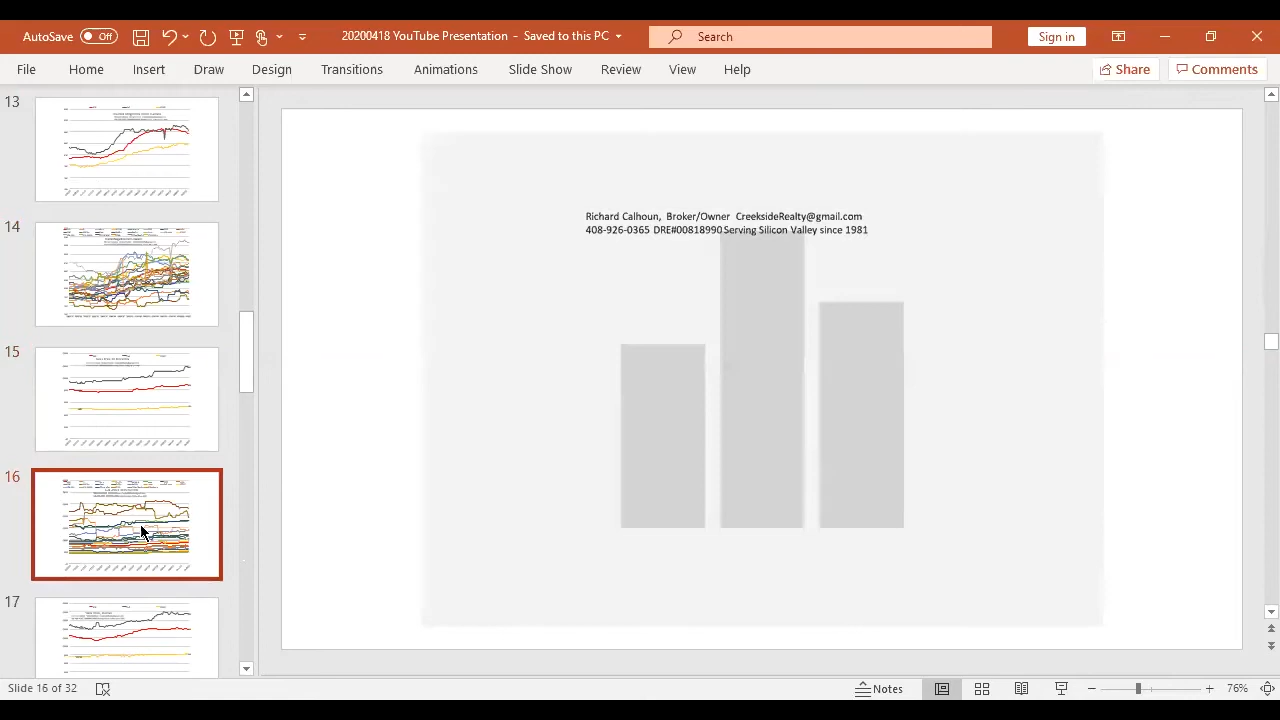 AutoSave Off 20200418 YouTube Presentation - Saved to this PC Search Sign in
File Home Insert Draw Design Transitions Animations Slide Show Review View Help Share Comments
13
14
15
16
17
Richard Calhoun, Broker/Owner CreeksideRealty@gmail.com
408-926-0365 DRE#00818990 Serving Silicon Valley since 1981
Slide 16 of 32 Notes 76%